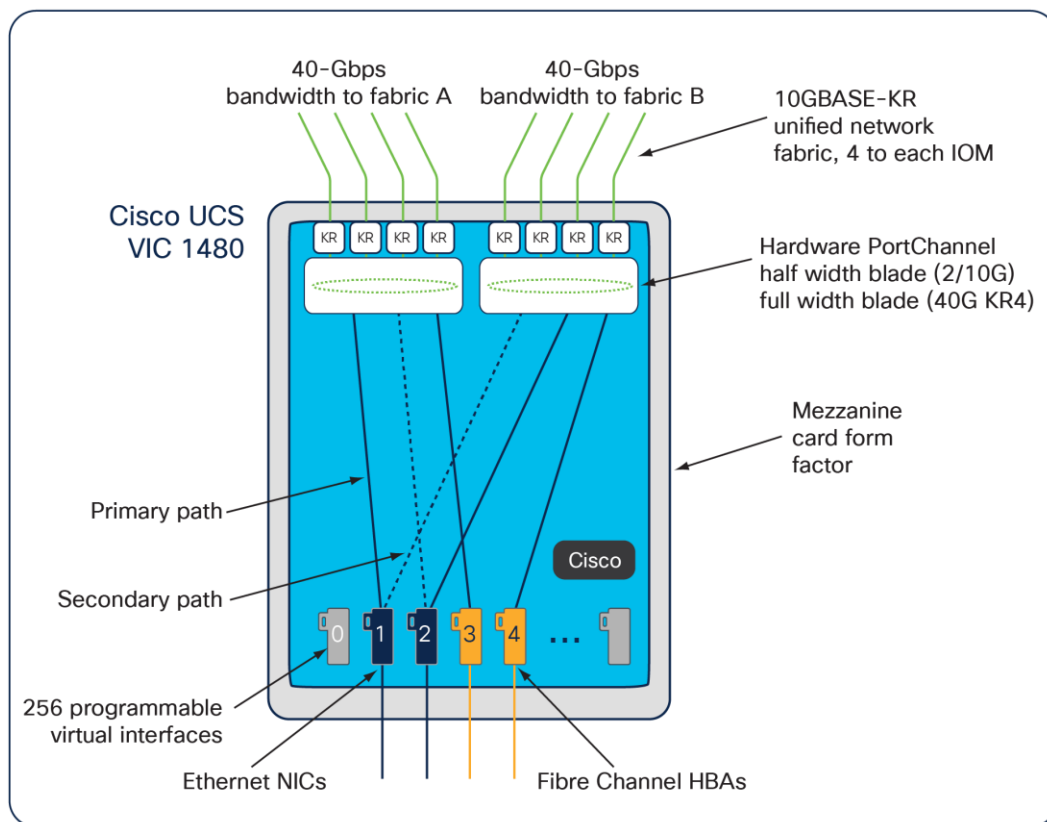 40-Gbps
bandwidth to fabric A
40-Gbps
bandwidth to fabric B
10GBASE-KR
unified network
fabric, 4 to each IOM
Cisco UCS
VIC 1480
KR KR KR KR KR KR KR KR
Hardware PortChannel
half width blade (2/10G)
full width blade (40G KR4)
Mezzanine
card form
factor
Primary path
Cisco
Secondary path
0 1 2 3 4 ...
256 programmable
virtual interfaces
Ethernet NICs
Fibre Channel HBAs